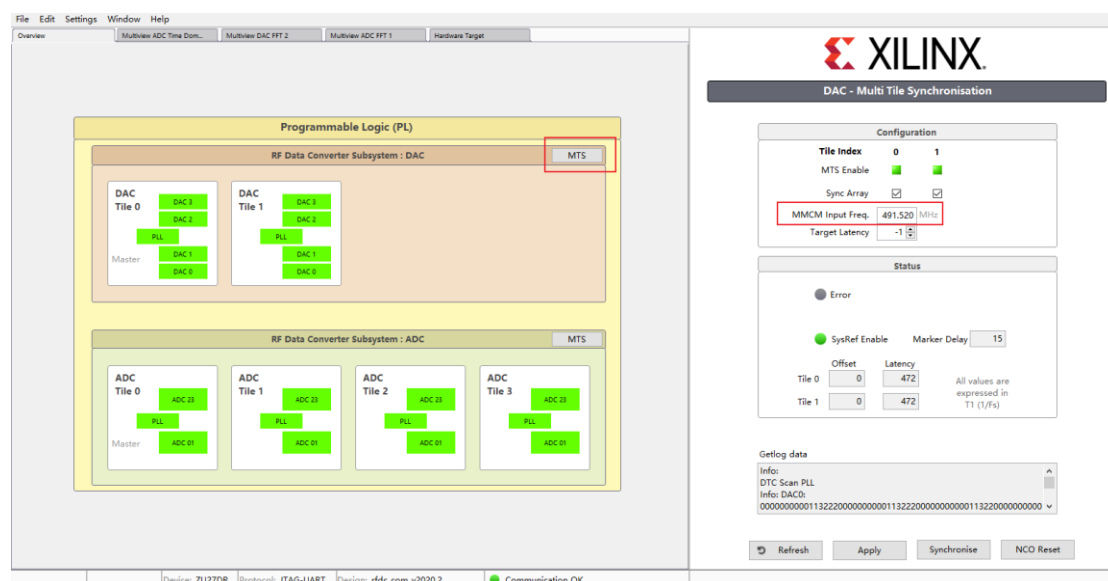 File Edit Settings Window Help
Overview Multiview ADC Time Dom... Multiview DAC FFT 2 Multiview ADC FFT 1 Hardware Target
Programmable Logic (PL)
RF Data Converter Subsystem : DAC MTS
DAC
Tile 0
DAC 3
DAC 2
PLL
Master
DAC 1
DAC 0
DAC
Tile 1
DAC 3
DAC 2
PLL
DAC 1
DAC 0
RF Data Converter Subsystem : ADC MTS
ADC
Tile 0
ADC 23
PLL
Master
ADC 01
ADC
Tile 1
ADC 23
PLL
ADC 01
ADC
Tile 2
ADC 23
PLL
ADC 01
ADC
Tile 3
ADC 23
PLL
ADC 01
XILINX.
DAC - Multi Tile Synchronisation
Configuration
Tile Index 0 1
MTS Enable
Sync Array
MMCM Input Freq. 491.520 MHz
Target Latency -1
Status
Error
SysRef Enable Marker Delay 15
Offset Latency
Tile 0 0 472
Tile 1 0 472
All values are
expressed in
T1 (1/Fs)
Getlog data
Info:
DTC Scan PLL
Info: DAC0:
Refresh Apply Synchronise NCO Reset
Device: ZU27DR Protocol: JTAG-UART Design: rfdc_com_v2020.2 Communication OK